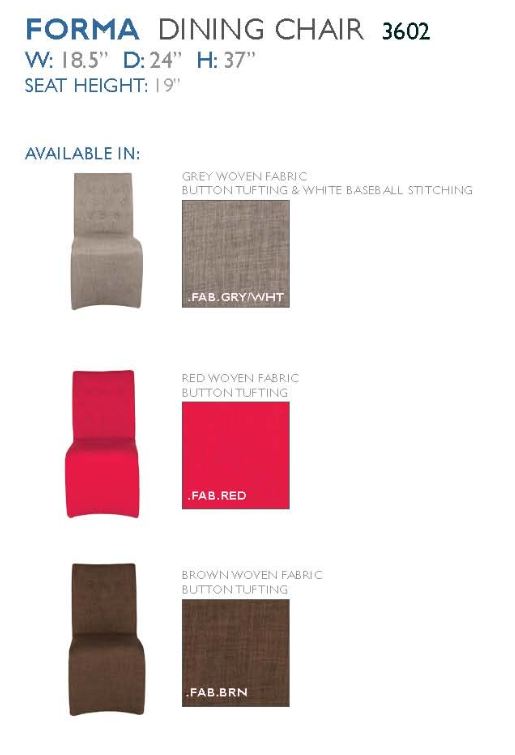 FORMA DINING CHAIR 3602
W: 18.5” D: 24” H: 37”
SEAT HEIGHT: 19”
AVAILABLE IN:
GREY WOVEN FABRIC
BUTTON TUFTING & WHITE BASEBALL STITCHING
.FAB.GRY/WHT
RED WOVEN FABRIC
BUTTON TUFTING
.FAB.RED
BROWN WOVEN FABRIC
BUTTON TUFTING
.FAB.BRN